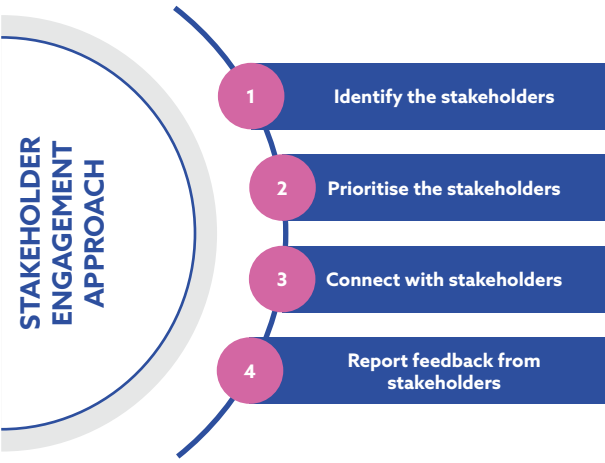 STAKEHOLDER
ENGAGEMENT
APPROACH
1
Identify the stakeholders
2
Prioritise the stakeholders
3
Connect with stakeholders
4
Report feedback from
stakeholders